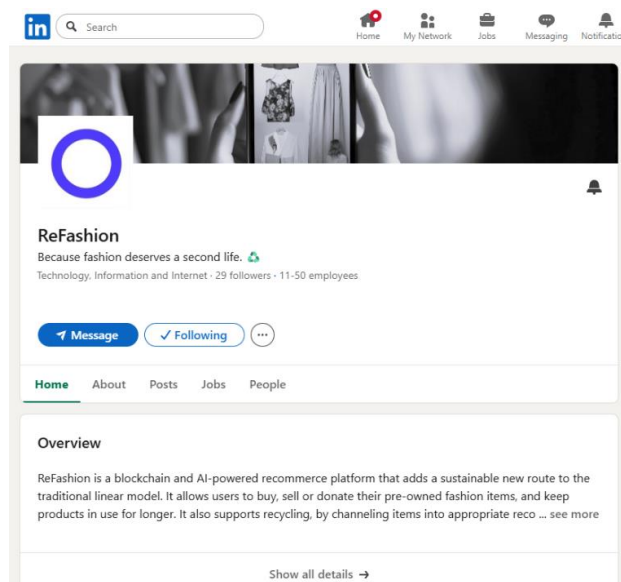 in
Search
Home
My Network
Jobs
Messaging
Notificatio
ReFashion
Because fashion deserves a second life.
Technology, Information and Internet · 29 followers · 11-50 employees
Message
Following
Home
About
Posts
Jobs
People
Overview
ReFashion is a blockchain and AI-powered recommerce platform that adds a sustainable new route to the
traditional linear model. It allows users to buy, sell or donate their pre-owned fashion items, and keep
products in use for longer. It also supports recycling, by channeling items into appropriate reco ... see more
Show all details →